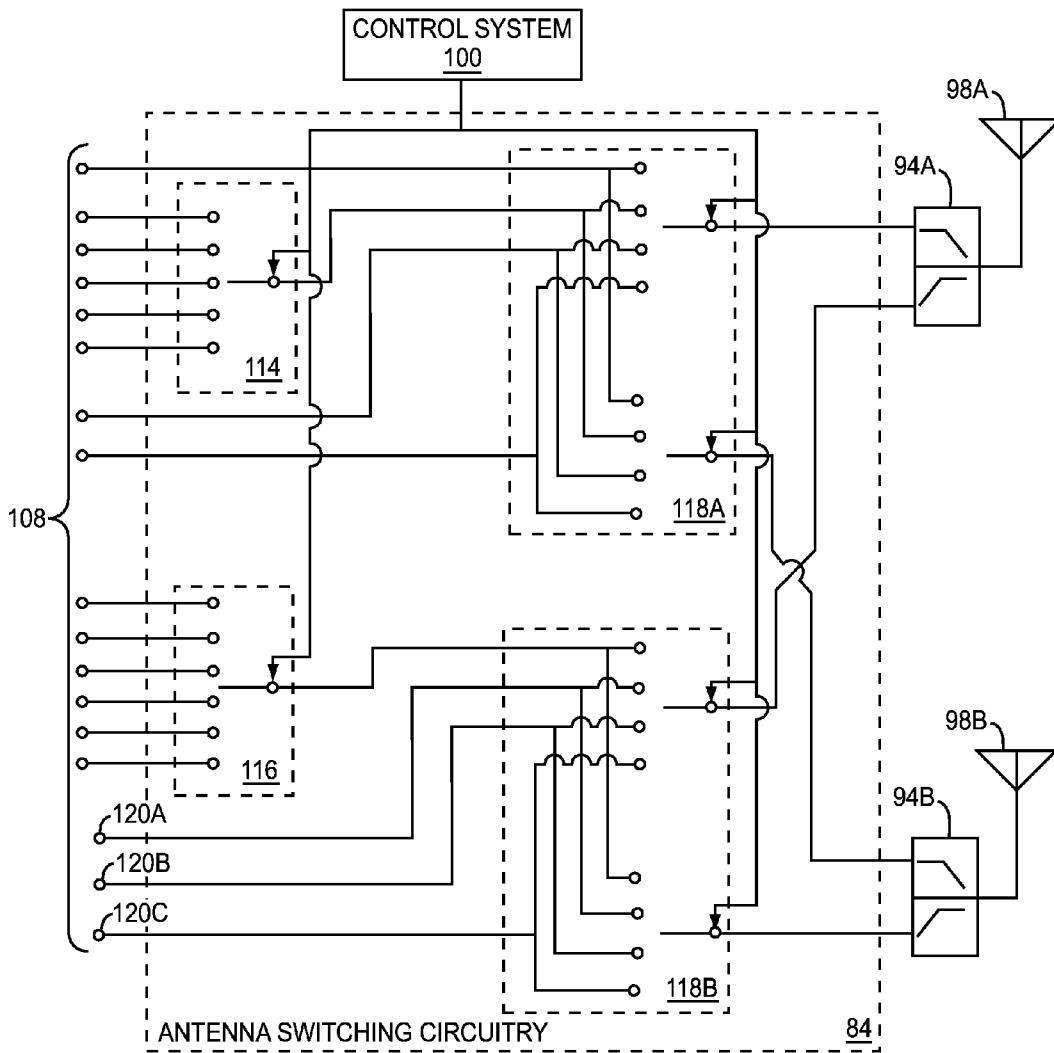 CONTROL SYSTEM
100
98A
94A
114
108
118A
98B
116
94B
120A
120B
120C
118B
ANTENNA SWITCHING CIRCUITRY
84